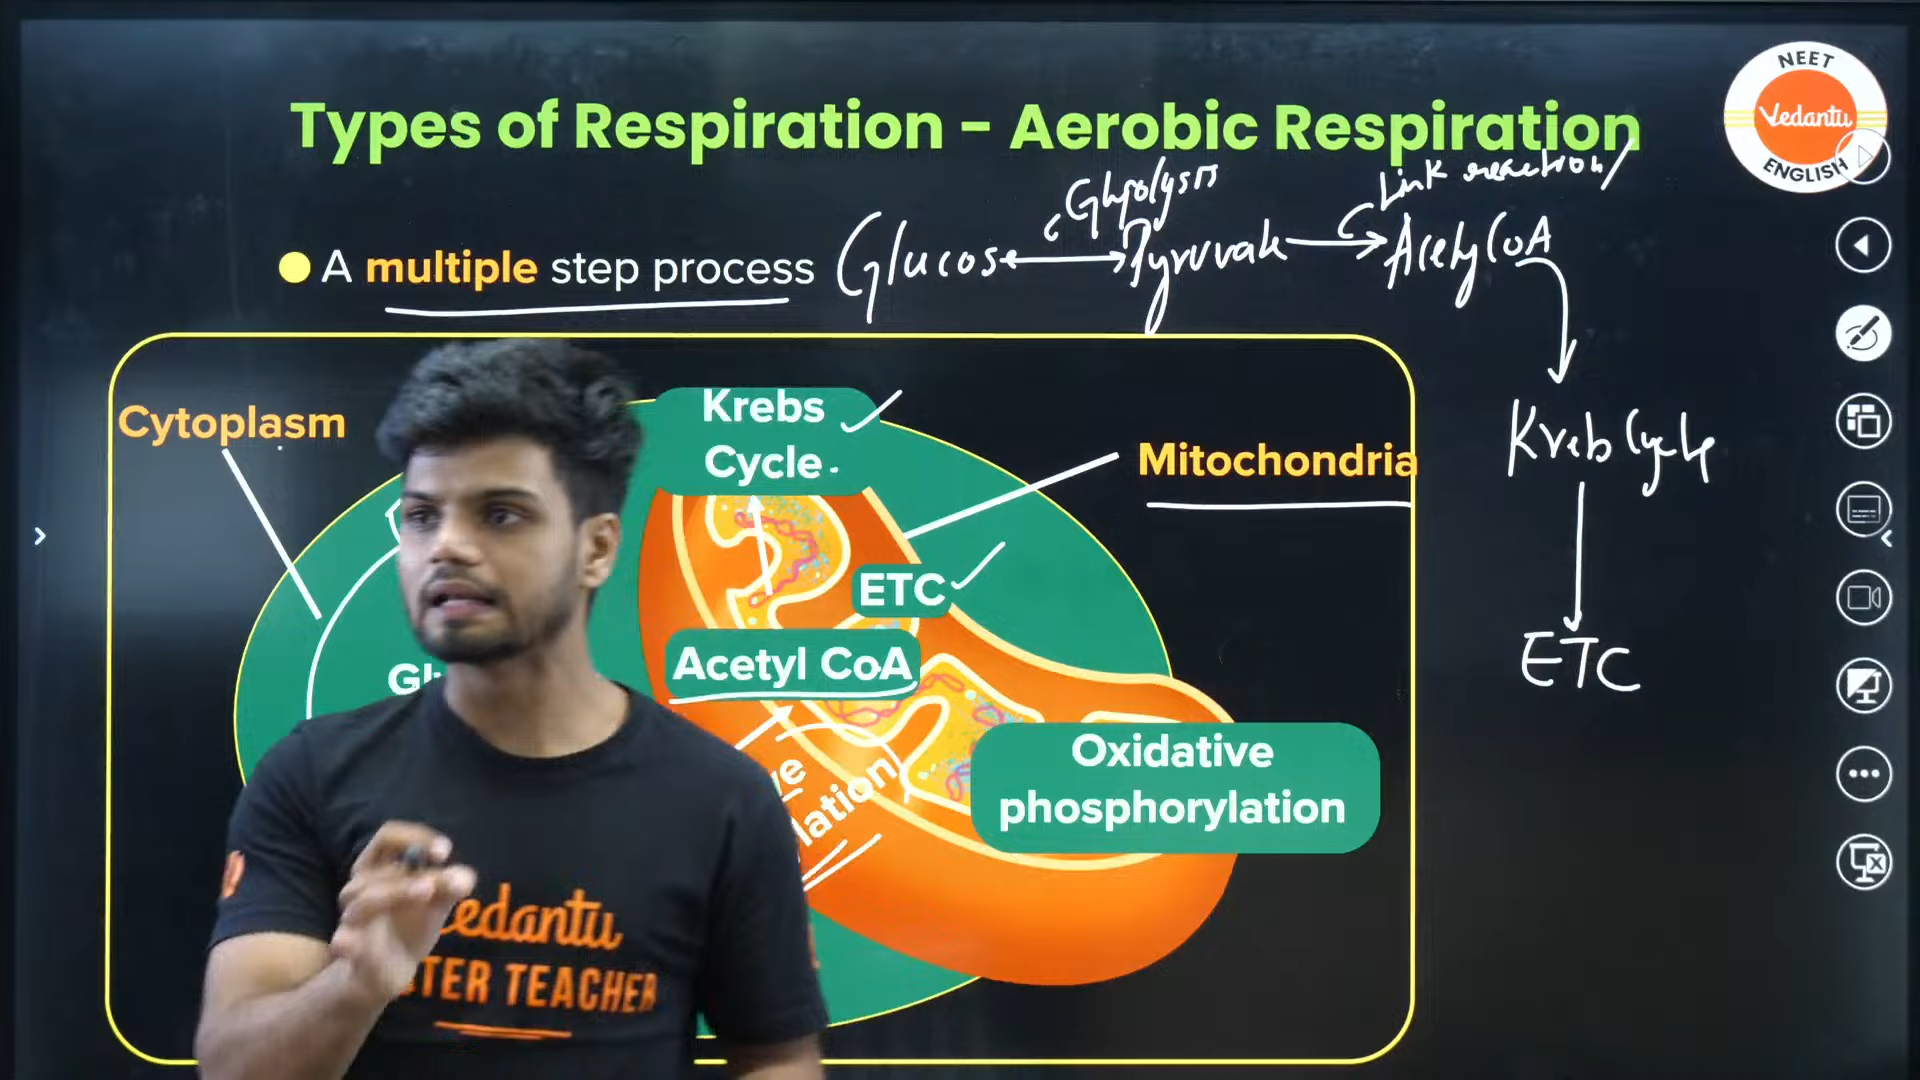 NEET
Vedantu
ENGLISH
Types of Respiration - Aerobic Respiration
Glycolysis
Link reaction
A multiple step process
Glucose
Pyruvate
Acetyl CoA
Krebs
Cycle
Cytoplasm
Mitochondria
Kreb Cycle
ETC
Acetyl CoA
ETC
Oxidative
phosphorylation
edantu
TER TEACHER